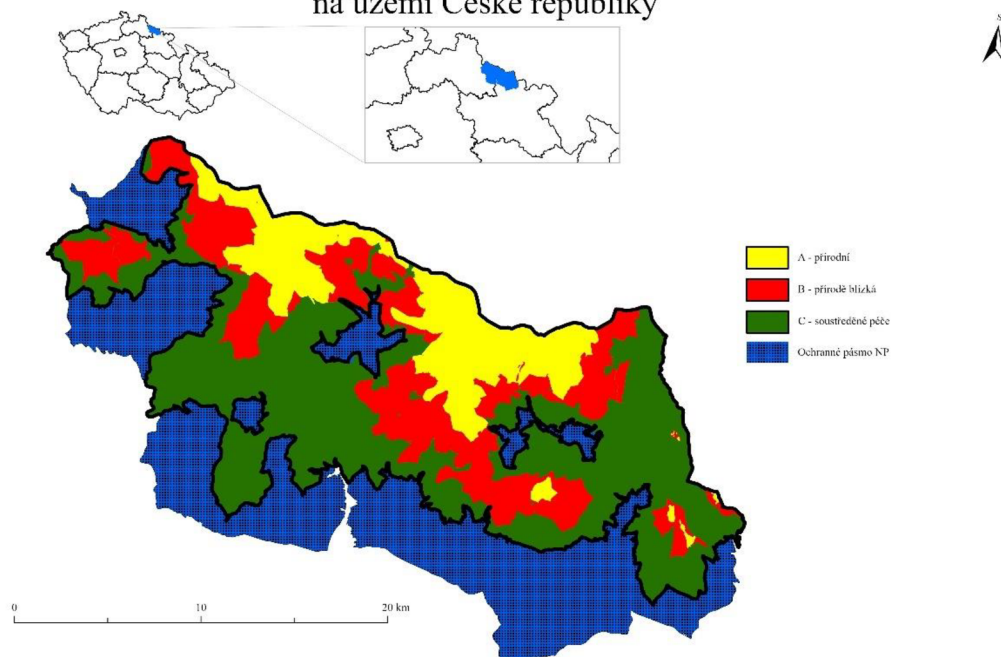 na území České republiky
S
A - přírodní
B - přírodě blízká
C - soustředěné péče
Ochranné pásmo NP
0 10 20 km